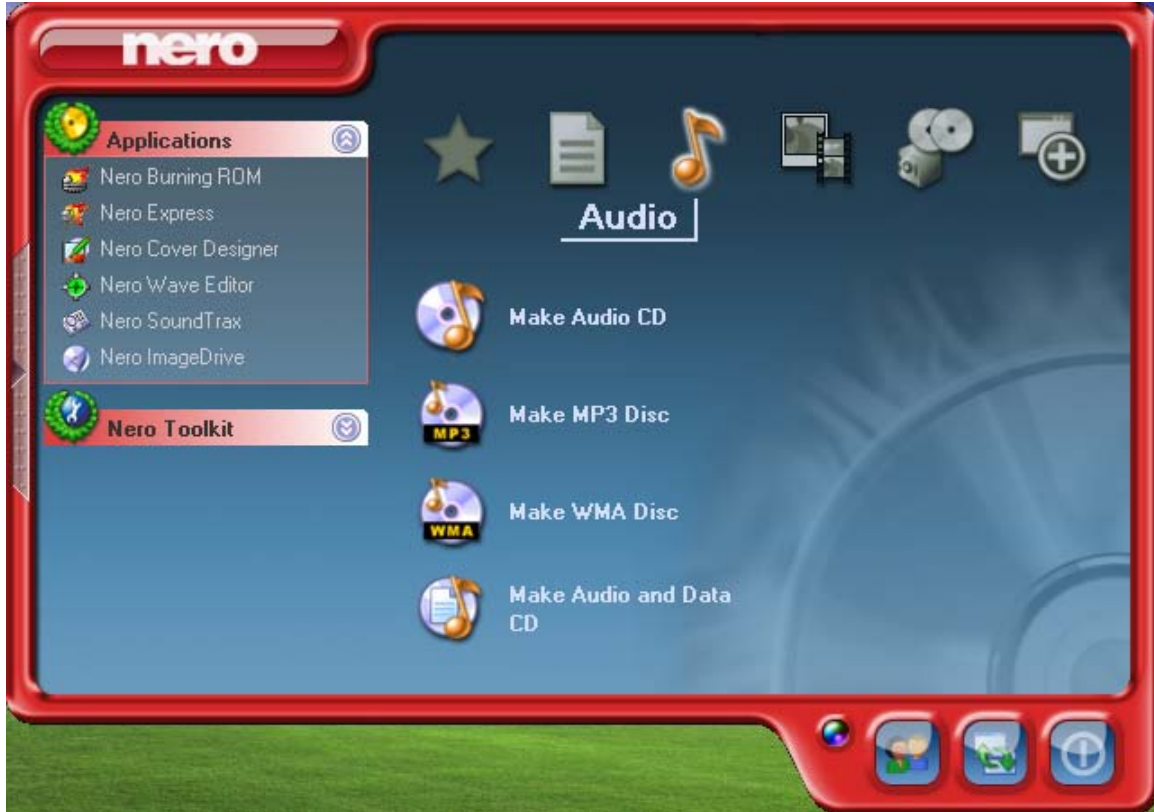 nero
Applications
Nero Burning ROM
Nero Express
Nero Cover Designer
Nero Wave Editor
Nero SoundTrax
Nero ImageDrive
Nero Toolkit
Audio
Make Audio CD
MP3
Make MP3 Disc
WMA
Make WMA Disc
Make Audio and Data
CD